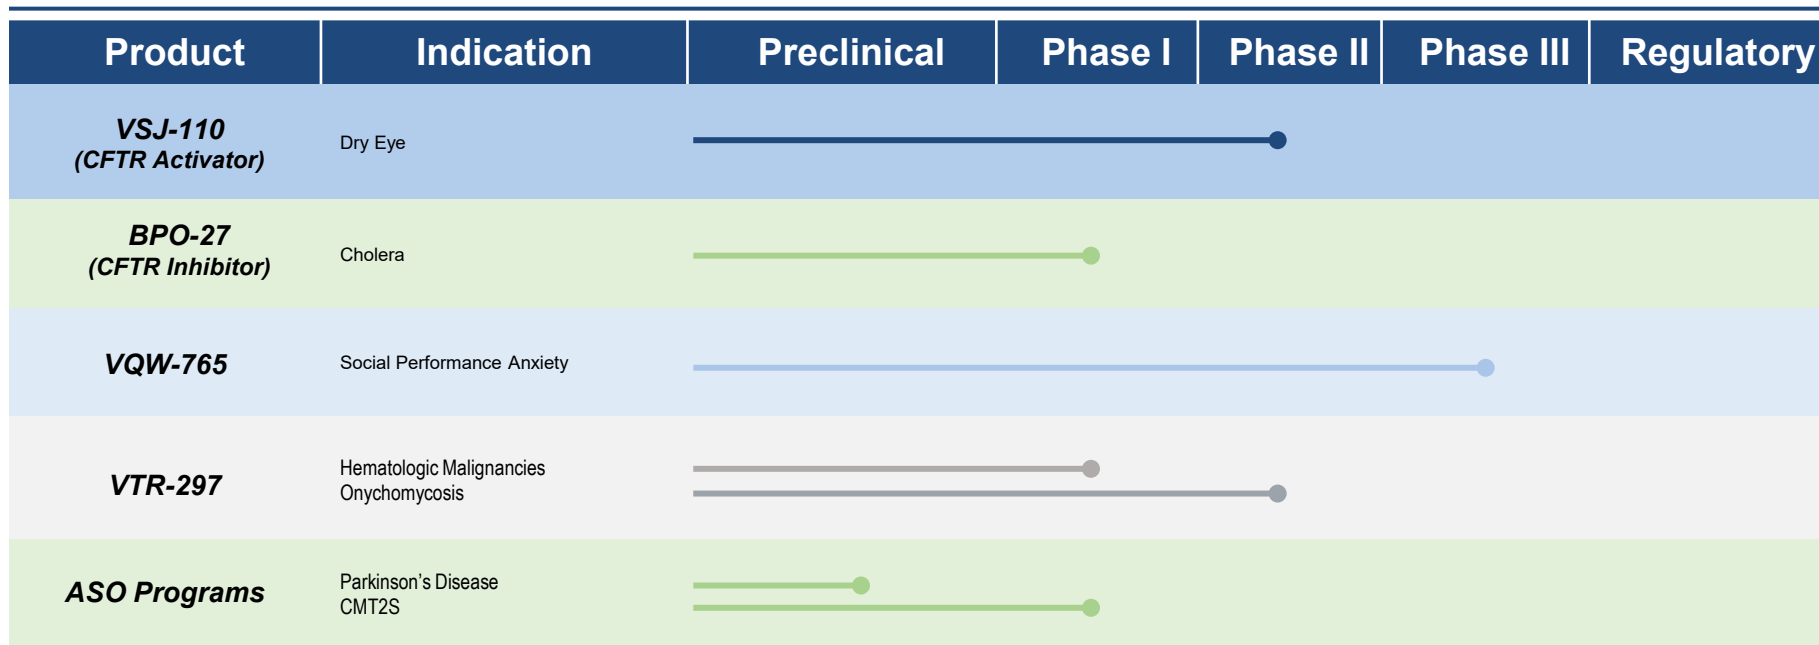 Product Indication Preclinical Phase I Phase II Phase III Regulatory
VSJ-110
(CFTR Activator)
Dry Eye
BPO-27
(CFTR Inhibitor)
Cholera
VQW-765
Social Performance Anxiety
VTR-297
Hematologic Malignancies
Onychomycosis
ASO Programs
Parkinson’s Disease
CMT2S